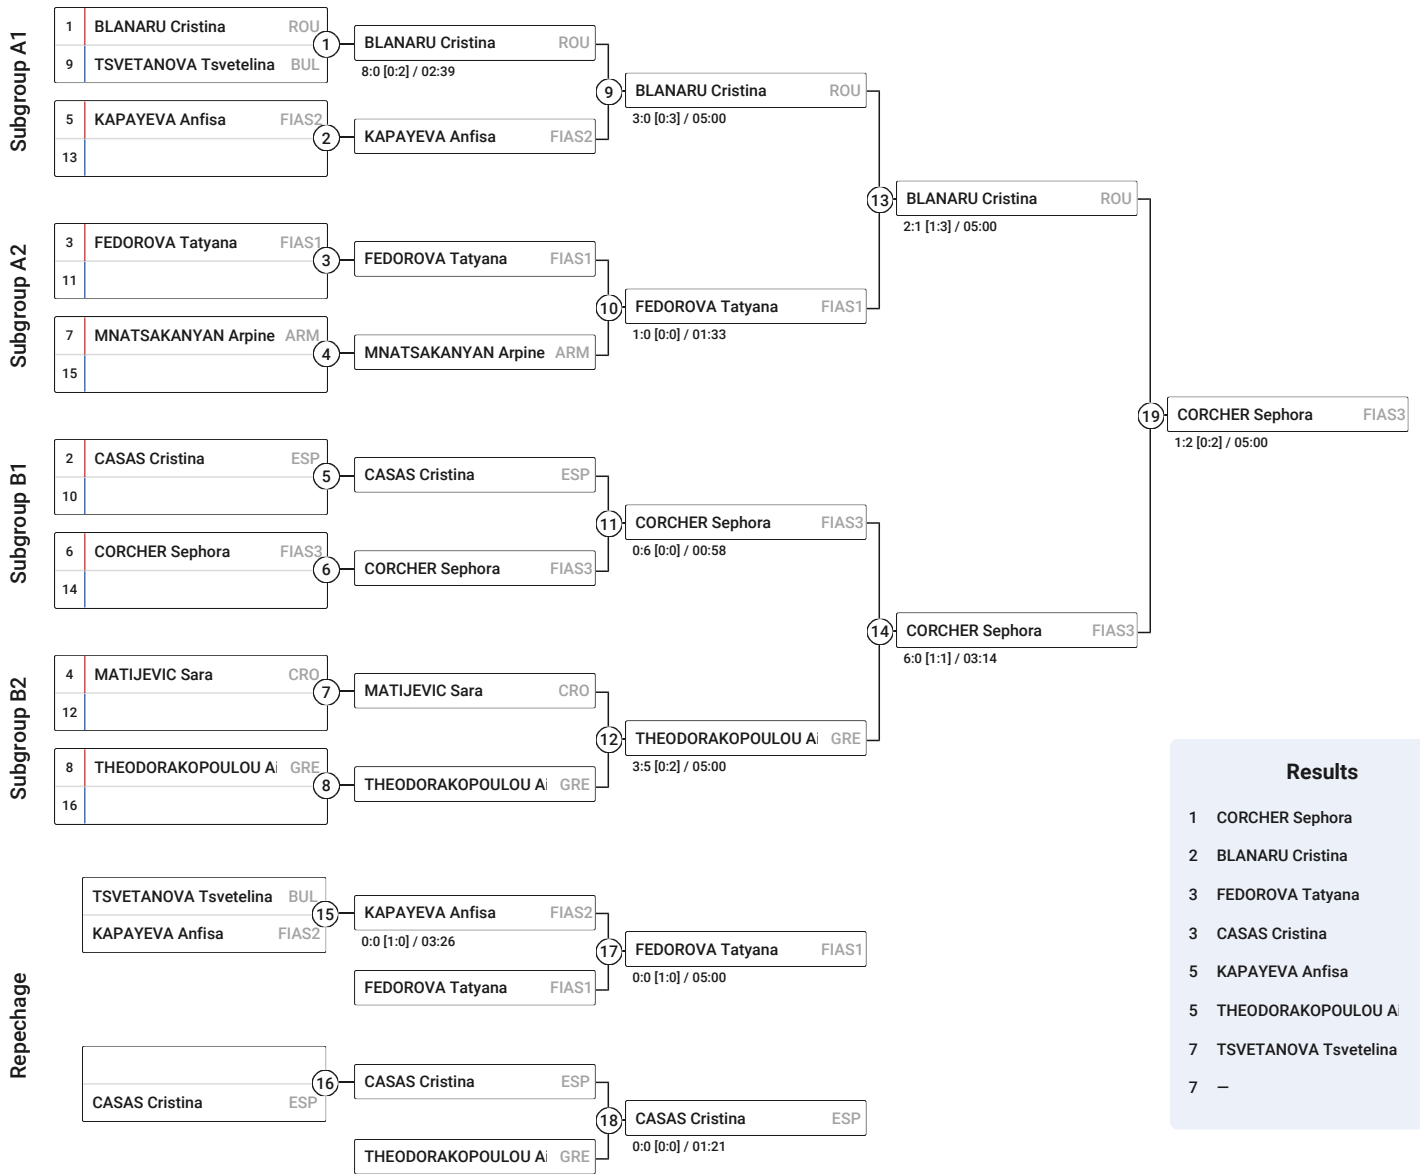 Subgroup A1
1 BLANARU Cristina ROU
9 TSVETANOVA Tsvetelina BUL
1
BLANARU Cristina ROU
8:0 [0:2] / 02:39
5 KAPAYEVA Anfisa FIAS2
13
2
KAPAYEVA Anfisa FIAS2
9
BLANARU Cristina ROU
3:0 [0:3] / 05:00
Subgroup A2
3 FEDOROVA Tatyana FIAS1
11
3
FEDOROVA Tatyana FIAS1
7 MNATSAKANYAN Arpine ARM
15
4
MNATSAKANYAN Arpine ARM
10
FEDOROVA Tatyana FIAS1
1:0 [0:0] / 01:33
13
BLANARU Cristina ROU
2:1 [1:3] / 05:00
Subgroup B1
2 CASAS Cristina ESP
10
5
CASAS Cristina ESP
6 CORCHER Sephora FIAS3
14
6
CORCHER Sephora FIAS3
11
CORCHER Sephora FIAS3
0:6 [0:0] / 00:58
Subgroup B2
4 MATIJEVIC Sara CRO
12
7
MATIJEVIC Sara CRO
8 THEODORAKOPOULOU Ai GRE
16
8
THEODORAKOPOULOU Ai GRE
12
THEODORAKOPOULOU Ai GRE
3:5 [0:2] / 05:00
14
CORCHER Sephora FIAS3
6:0 [1:1] / 03:14
19
CORCHER Sephora FIAS3
1:2 [0:2] / 05:00
Repechage
TSVETANOVA Tsvetelina BUL
KAPAYEVA Anfisa FIAS2
15
KAPAYEVA Anfisa FIAS2
0:0 [1:0] / 03:26
FEDOROVA Tatyana FIAS1
17
FEDOROVA Tatyana FIAS1
0:0 [1:0] / 05:00
CASAS Cristina ESP
16
CASAS Cristina ESP
THEODORAKOPOULOU Ai GRE
18
CASAS Cristina ESP
0:0 [0:0] / 01:21
Results
1 CORCHER Sephora
2 BLANARU Cristina
3 FEDOROVA Tatyana
3 CASAS Cristina
5 KAPAYEVA Anfisa
5 THEODORAKOPOULOU Ai
7 TSVETANOVA Tsvetelina
7 —